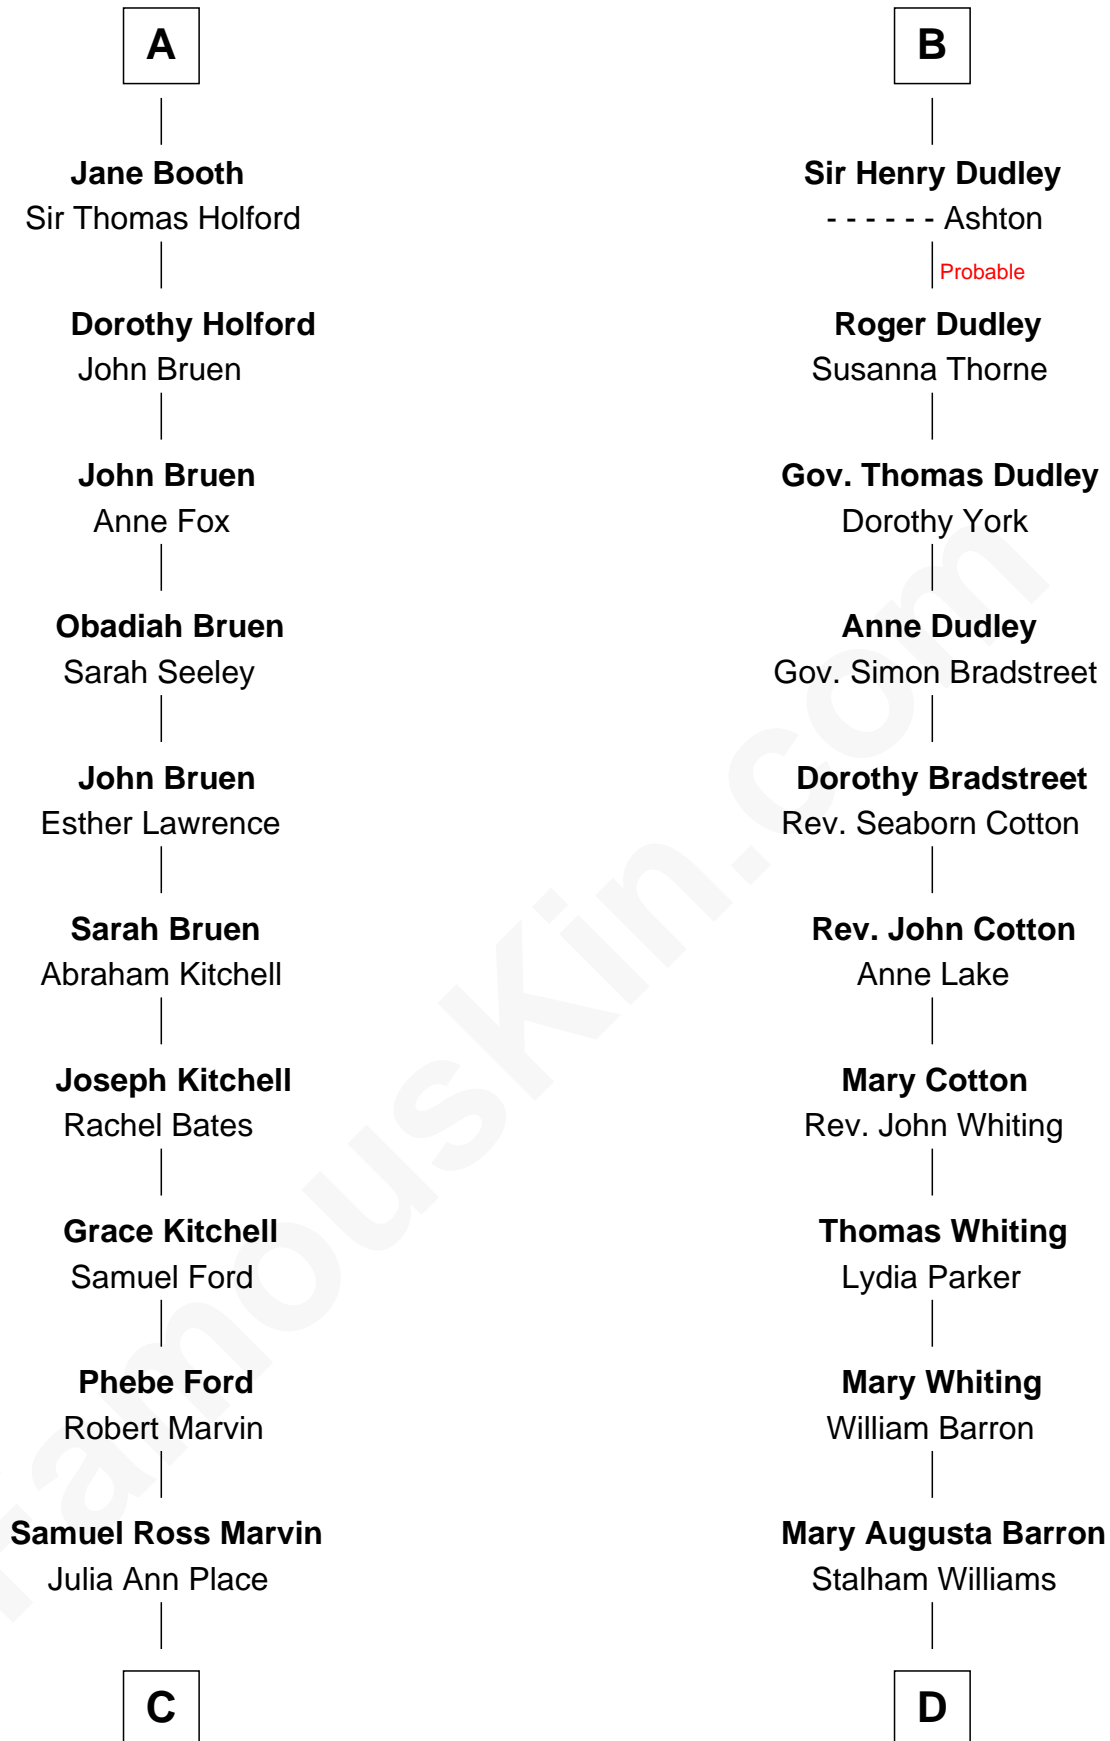 A
Jane Booth
Sir Thomas Holford
Dorothy Holford
John Bruen
John Bruen
Anne Fox
Obadiah Bruen
Sarah Seeley
John Bruen
Esther Lawrence
Sarah Bruen
Abraham Kitchell
Joseph Kitchell
Rachel Bates
Grace Kitchell
Samuel Ford
Phebe Ford
Robert Marvin
Samuel Ross Marvin
Julia Ann Place
C
B
Sir Henry Dudley
- - - - - - Ashton
Probable
Roger Dudley
Susanna Thorne
Gov. Thomas Dudley
Dorothy York
Anne Dudley
Gov. Simon Bradstreet
Dorothy Bradstreet
Rev. Seaborn Cotton
Rev. John Cotton
Anne Lake
Mary Cotton
Rev. John Whiting
Thomas Whiting
Lydia Parker
Mary Whiting
William Barron
Mary Augusta Barron
Stalham Williams
D
FamousKin.com